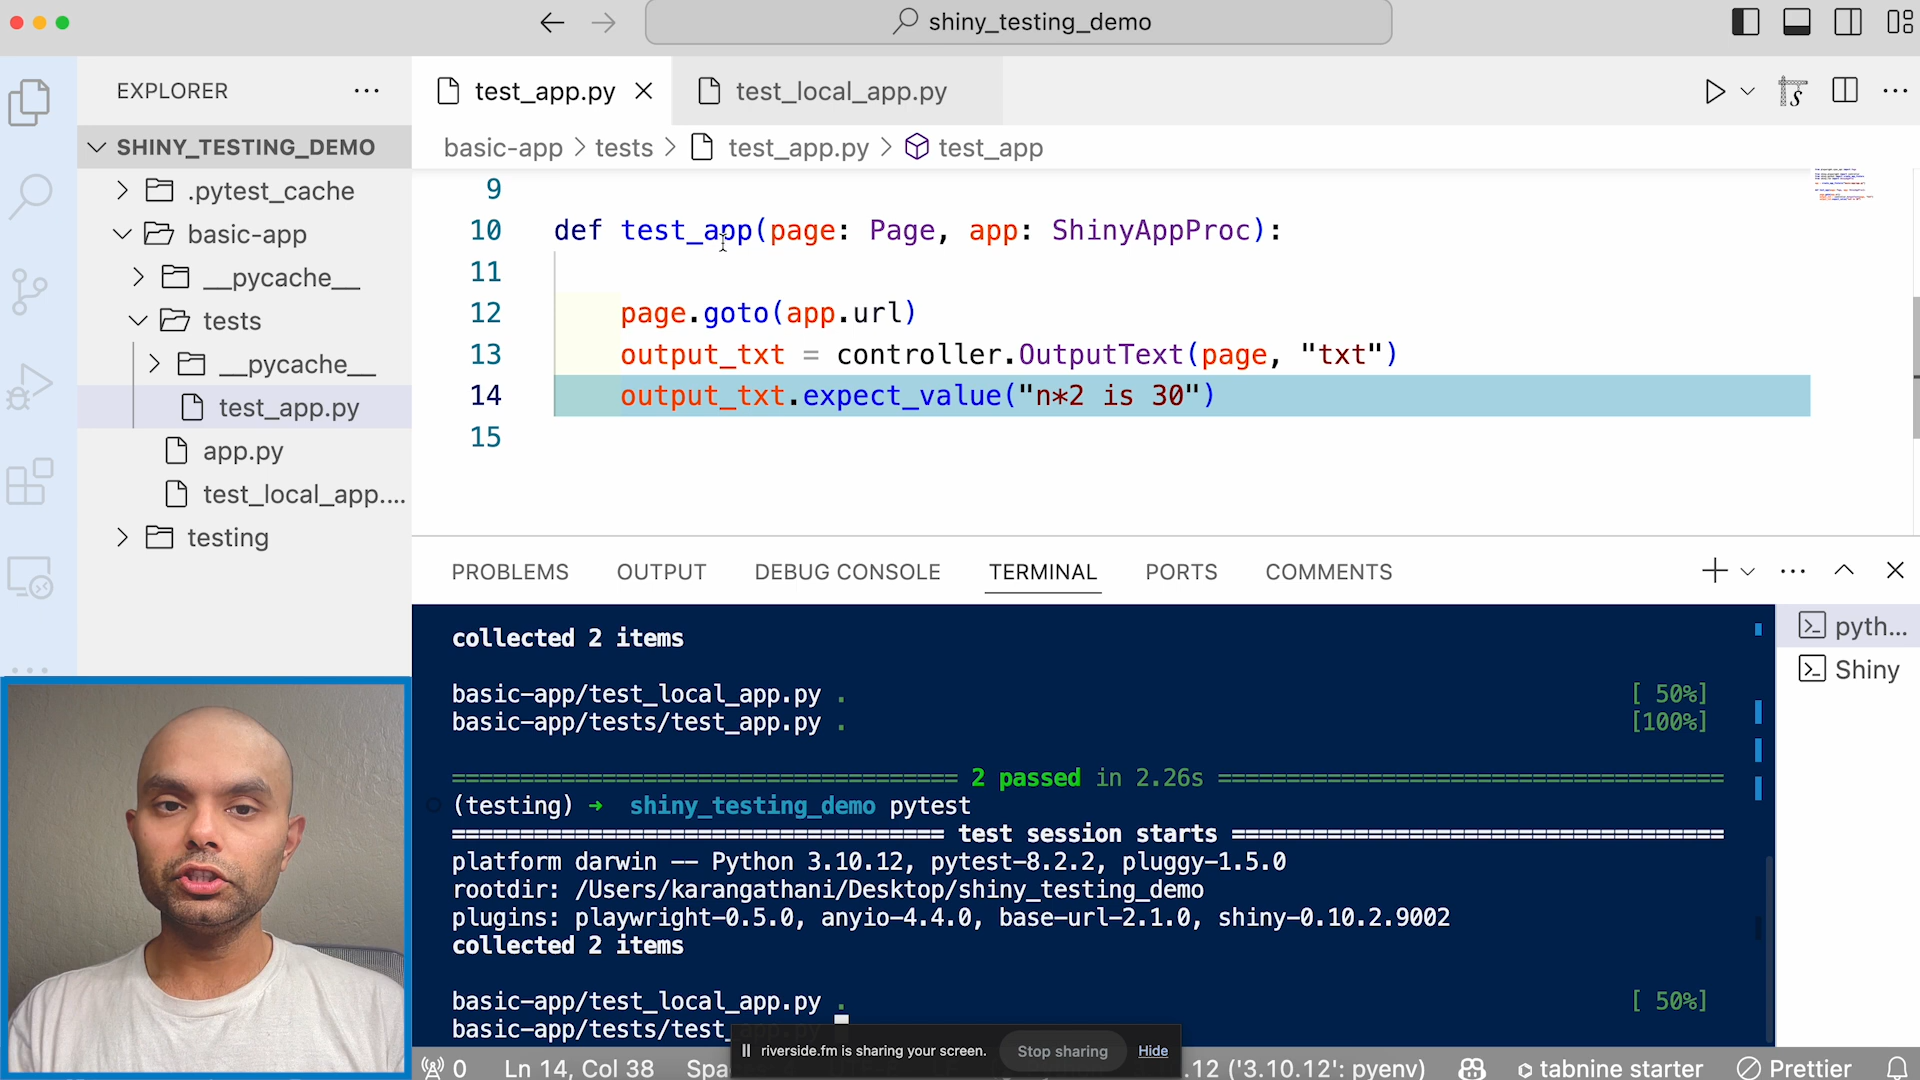 shiny_testing_demo
EXPLORER
SHINY_TESTING_DEMO
.pytest_cache
basic-app
__pycache__
tests
__pycache__
test_app.py
app.py
test_local_app....
testing
test_app.py
test_local_app.py
basic-app > tests > test_app.py > test_app
9
10 def test_app(page: Page, app: ShinyAppProc):
11
12 page.goto(app.url)
13 output_txt = controller.OutputText(page, "txt")
14 output_txt.expect_value("n*2 is 30")
15
PROBLEMS OUTPUT DEBUG CONSOLE TERMINAL PORTS COMMENTS
collected 2 items
basic-app/test_local_app.py . [ 50%]
basic-app/tests/test_app.py . [100%]
===================================== 2 passed in 2.26s =====================================
(testing) ➜ shiny_testing_demo pytest
==================================== test session starts ====================================
platform darwin -- Python 3.10.12, pytest-8.2.2, pluggy-1.5.0
rootdir: /Users/karangathani/Desktop/shiny_testing_demo
plugins: playwright-0.5.0, anyio-4.4.0, base-url-2.1.0, shiny-0.10.2.9002
collected 2 items
basic-app/test_local_app.py . [ 50%]
basic-app/tests/test_app.py
pyth...
Shiny
riverside.fm is sharing your screen. Stop sharing Hide
0 Ln 14, Col 38 Spa .12 ('3.10.12': pyenv) tabnine starter Prettier